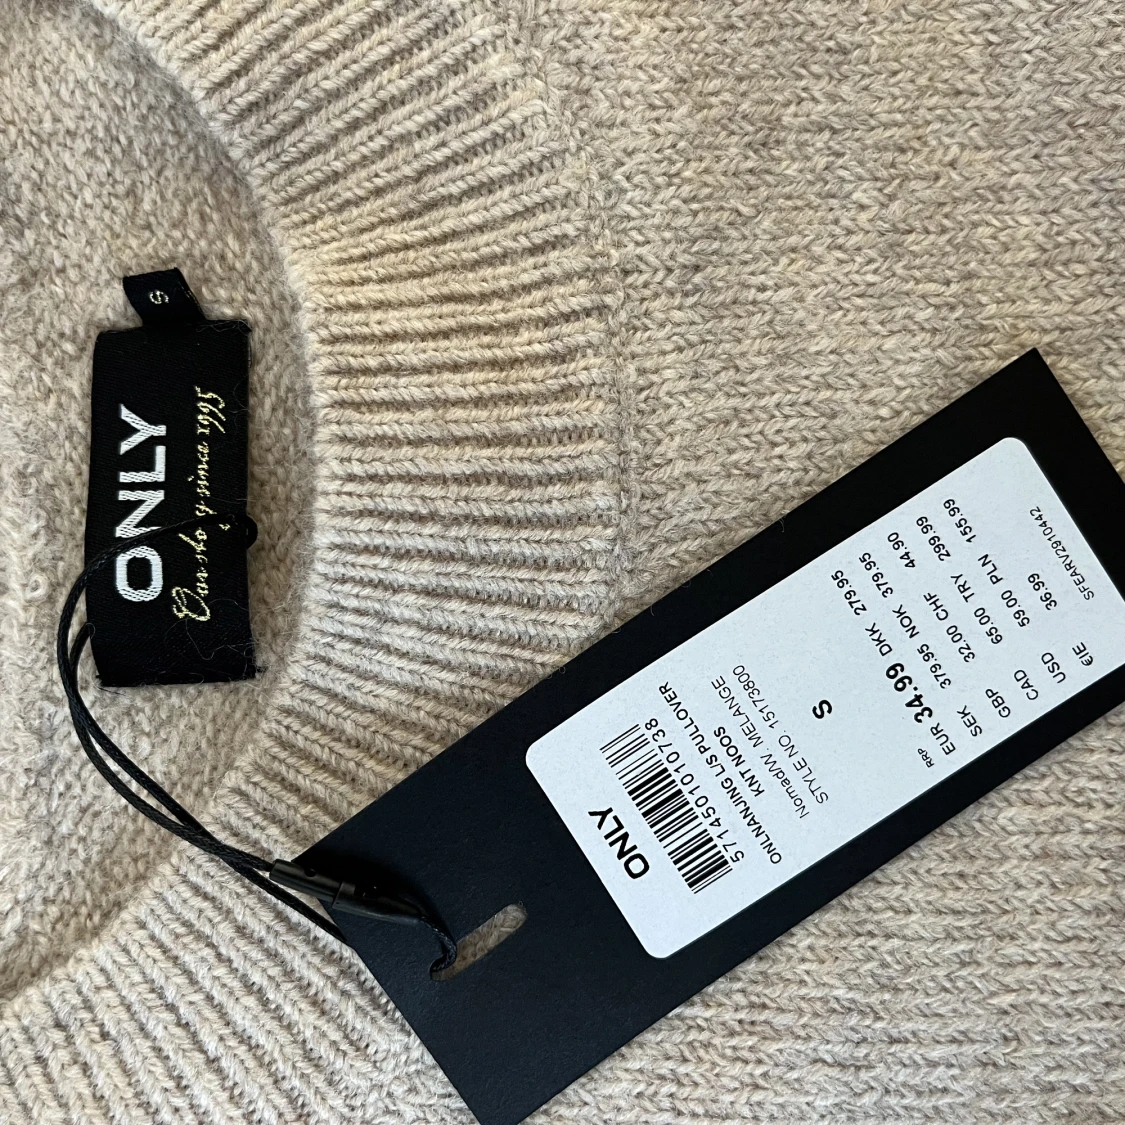 S
ONLY
Our story since 1995
ONLY
5714501010738
ONLNANJING L/S PULLOVER
KNT NOOS
Nomad/W. MELANGE
STYLE NO 15173800
S
RRP
EUR 34.99 DKK 279.95
SEK 379.95 NOK 379.95
GBP 32.00 CHF 44.90
CAD 65.00 TRY 299.99
USD 59.00 PLN 155.99
€IE 36.99
SFEARV2910442